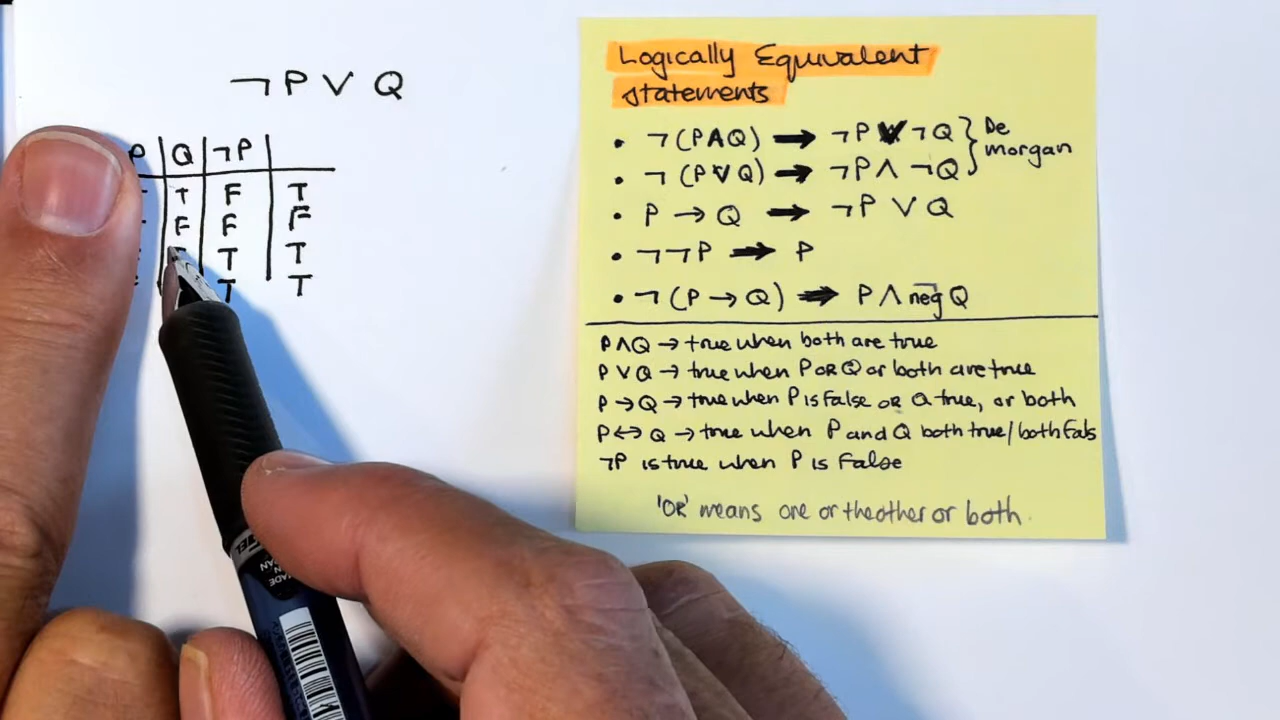 ¬ P ∨ Q
P Q ¬P
T F T
F F F
T T
T T
Logically Equivalent
statements
• ¬(P∧Q) → ¬P ∨ ¬Q
De
morgan
• ¬(P∨Q) → ¬P ∧ ¬Q
• P → Q → ¬P ∨ Q
• ¬¬P → P
• ¬(P → Q) → P ∧ neg Q
P∧Q → true when both are true
P∨Q → true when P OR Q or both are true
P→Q → true when P is False OR Q true, or both
P↔Q → true when P and Q both true/both Fals
¬P is true when P is False
'OR' means one or the other or both.
MADE